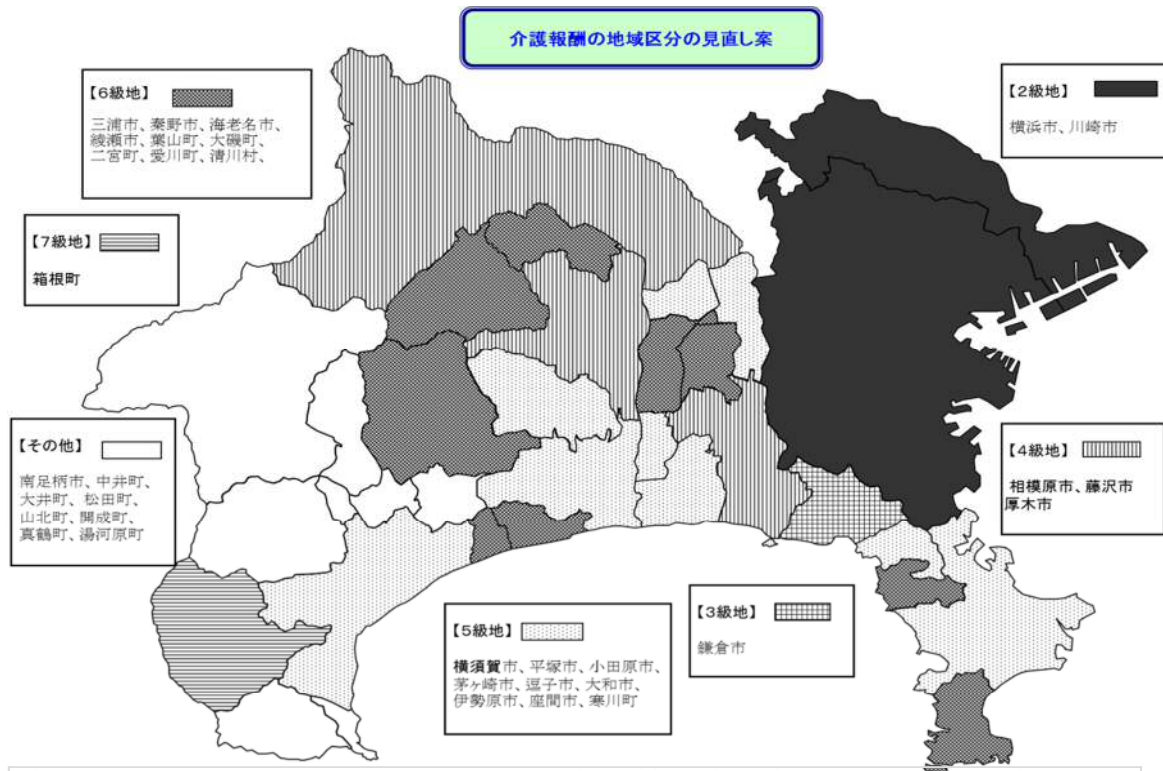 介護報酬の地域区分の見直し案
【6級地】
三浦市、秦野市、海老名市、
綾瀬市、葉山町、大磯町、
二宮町、愛川町、清川村、
【2級地】
横浜市、川崎市
【7級地】
箱根町
【その他】
南足柄市、中井町、
大井町、松田町、
山北町、開成町、
真鶴町、湯河原町
【4級地】
相模原市、藤沢市
厚木市
【5級地】
横須賀市、平塚市、小田原市、
茅ヶ崎市、逗子市、大和市、
伊勢原市、座間市、寒川町
【3級地】
鎌倉市